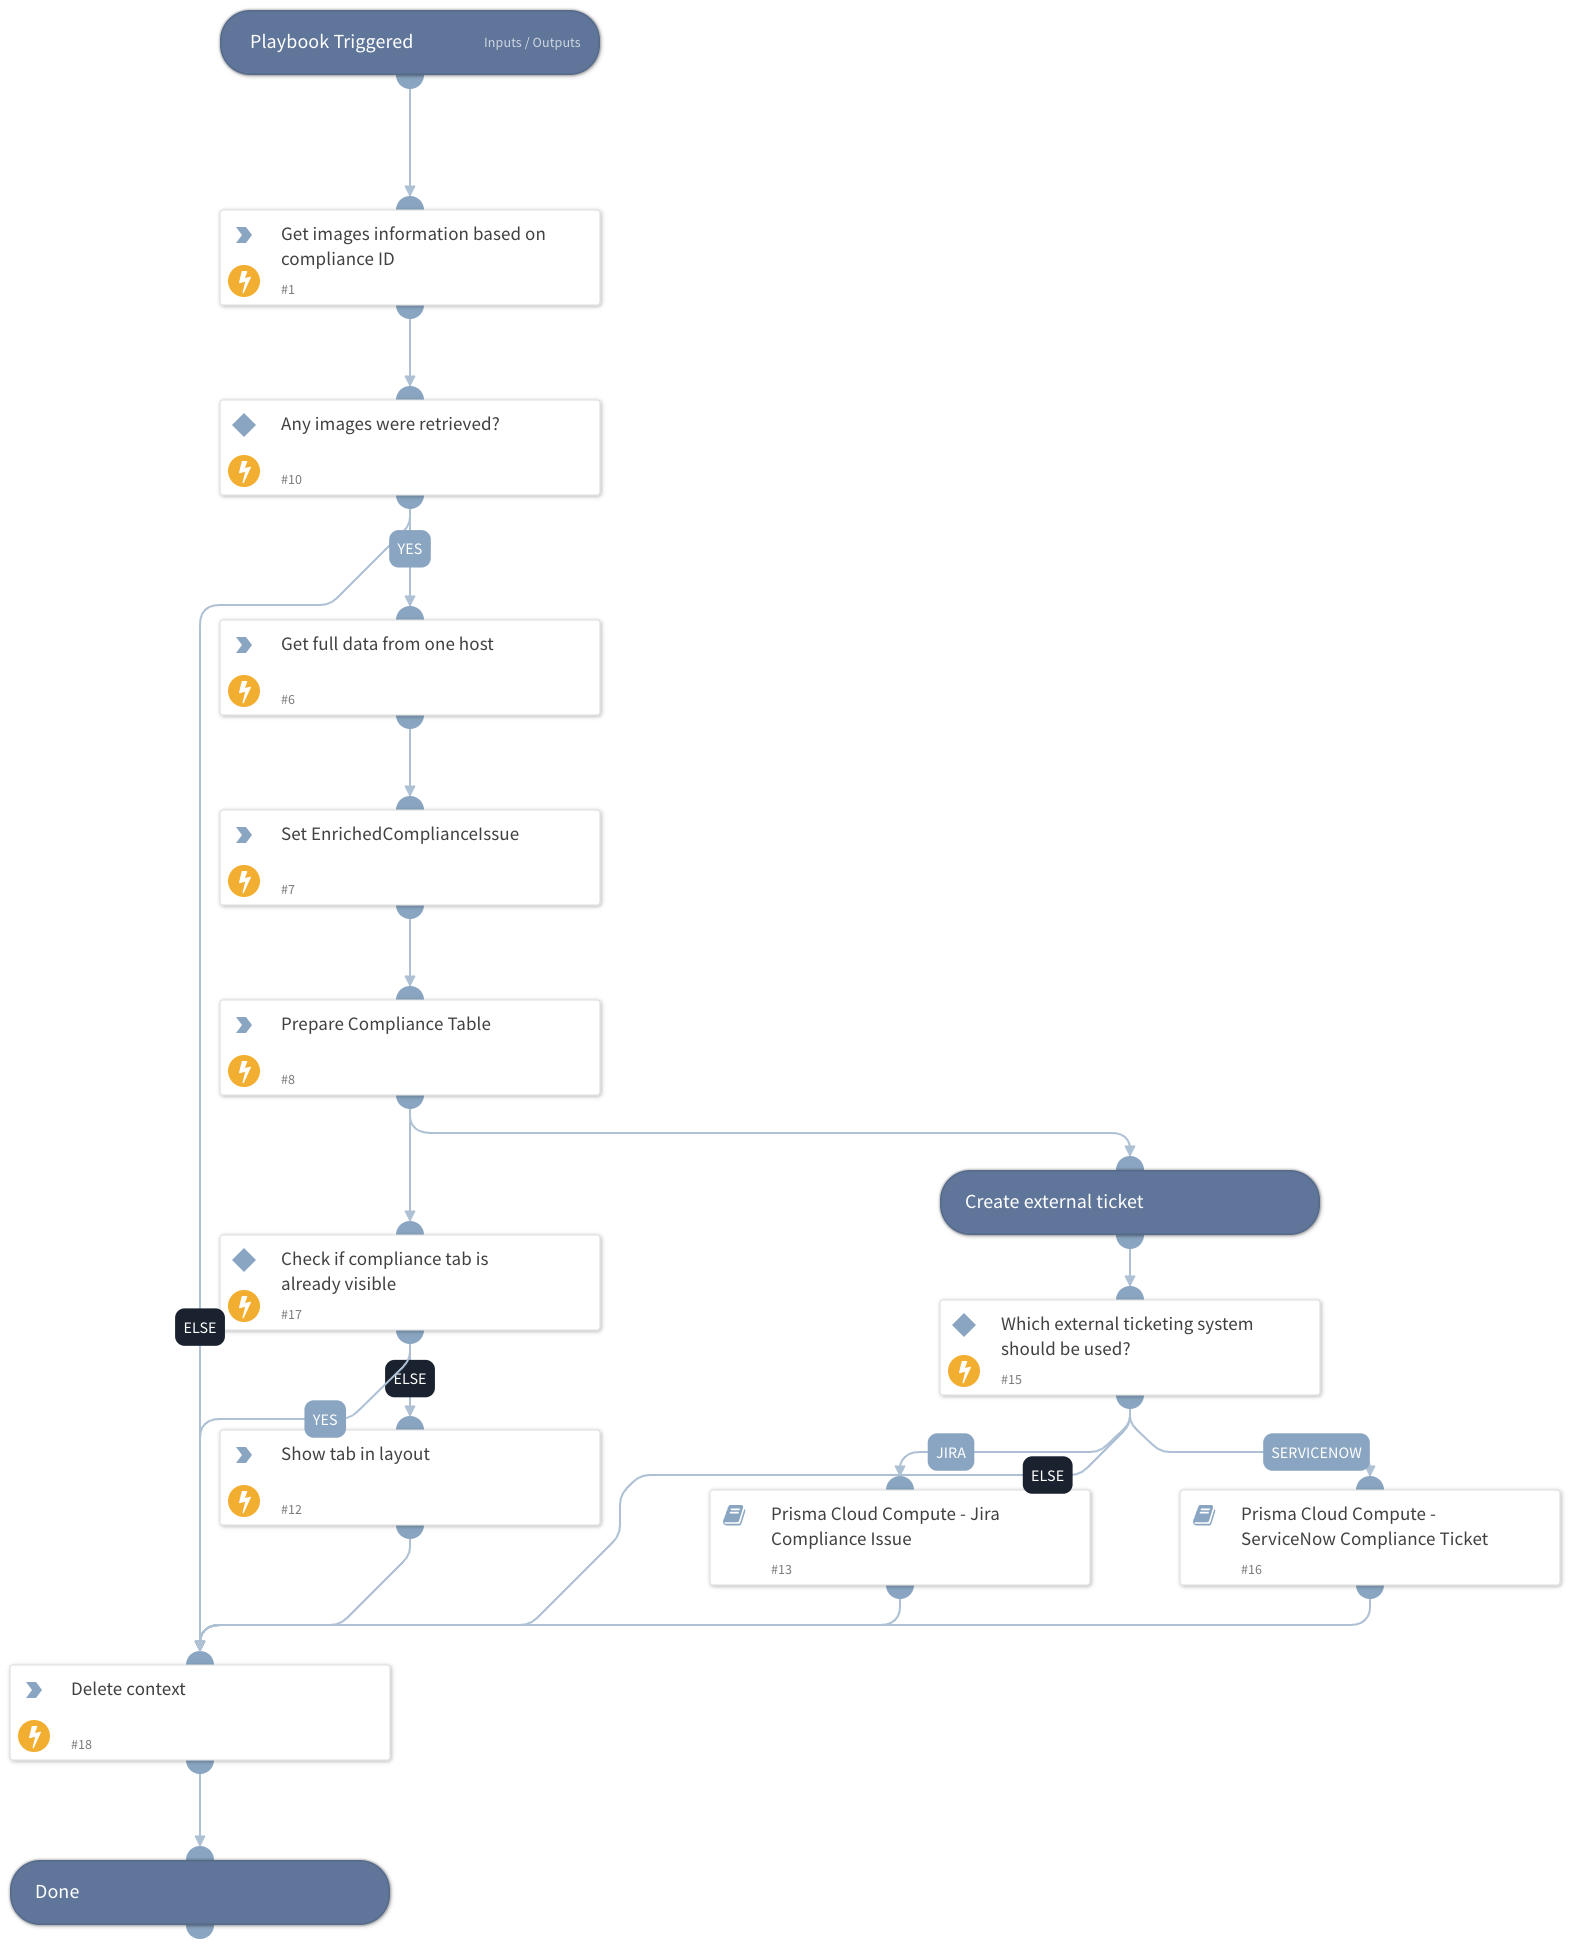 Playbook Triggered
Inputs / Outputs
Get images information based on
compliance ID
#1
Any images were retrieved?
#10
YES
Get full data from one host
#6
Set EnrichedComplianceIssue
#7
Prepare Compliance Table
#8
Create external ticket
Check if compliance tab is
already visible
#17
ELSE
Which external ticketing system
should be used?
#15
ELSE
YES
Show tab in layout
#12
JIRA
ELSE
SERVICENOW
Prisma Cloud Compute - Jira
Compliance Issue
#13
Prisma Cloud Compute -
ServiceNow Compliance Ticket
#16
Delete context
#18
Done